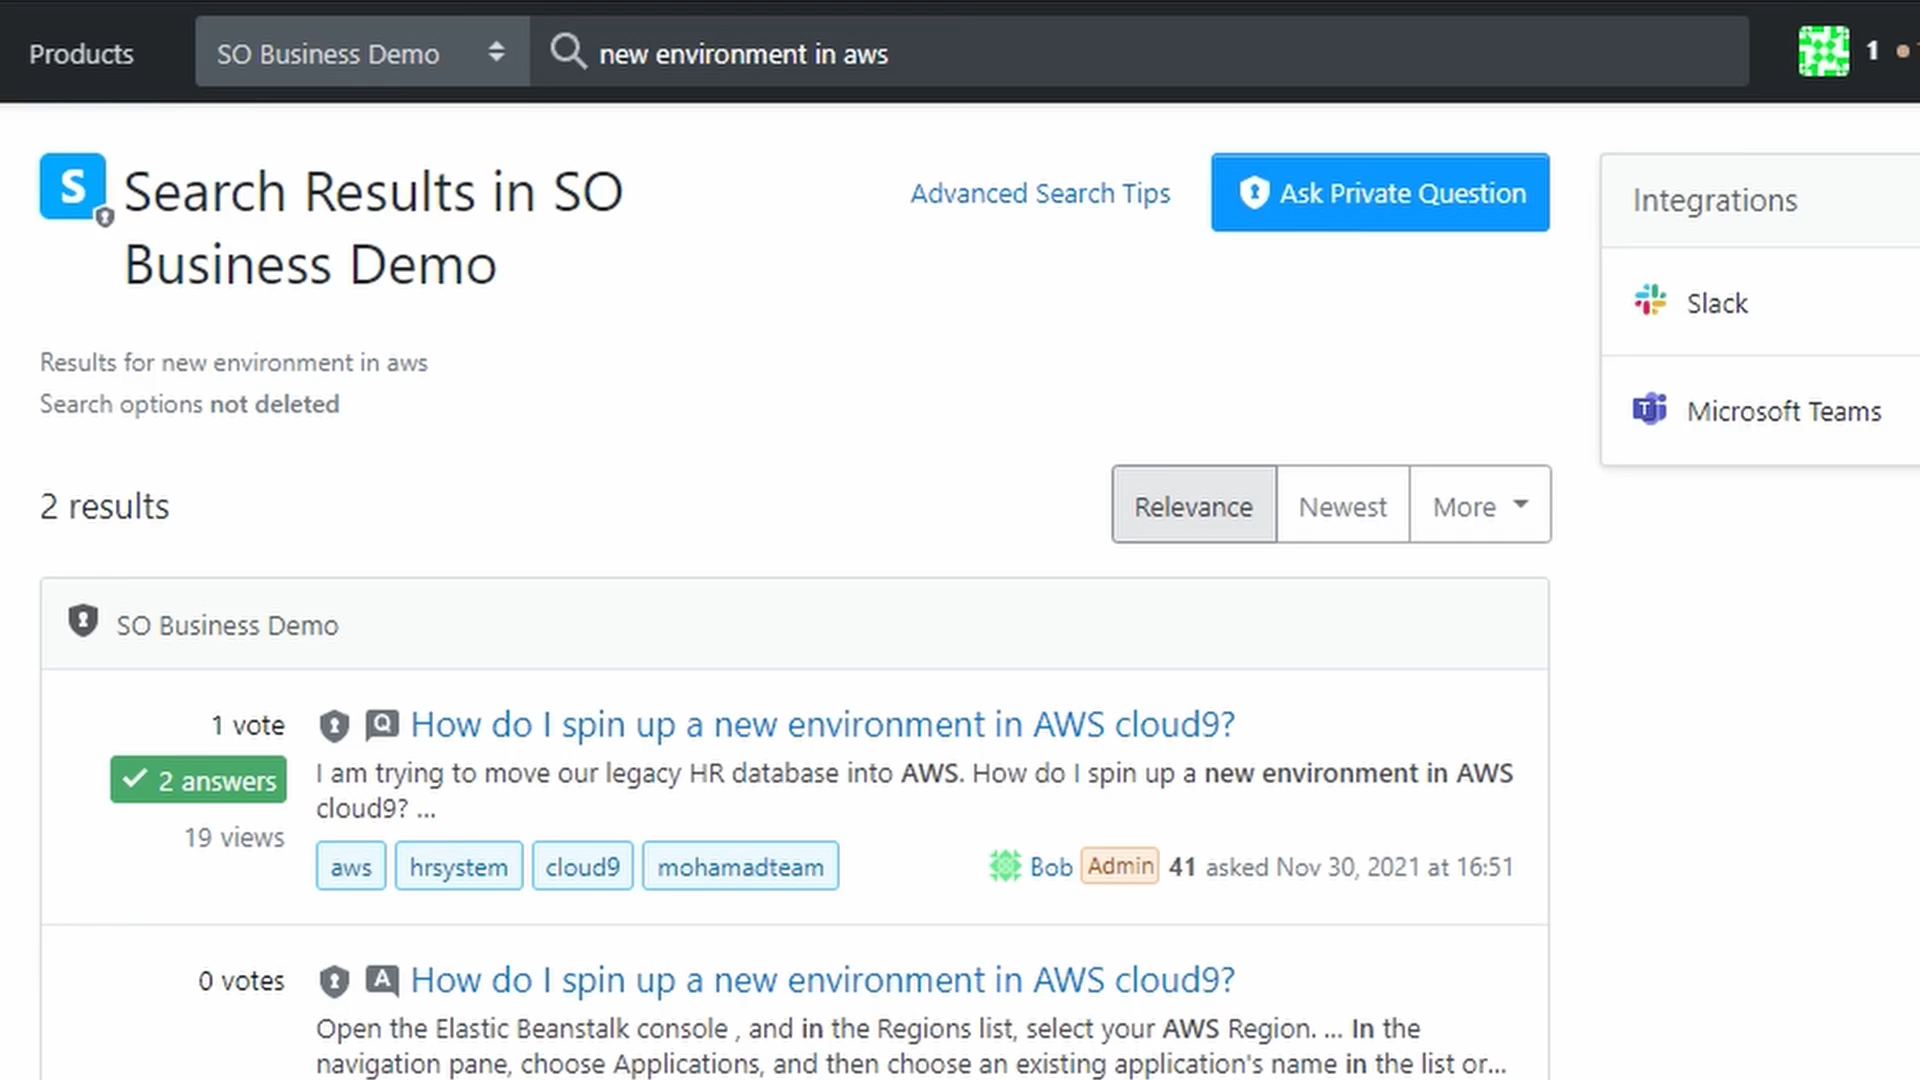 Products
SO Business Demo
new environment in aws
1
S
Search Results in SO
Business Demo
Advanced Search Tips
Ask Private Question
Integrations
Slack
Microsoft Teams
Results for new environment in aws
Search options not deleted
2 results
Relevance
Newest
More
SO Business Demo
1 vote
Q
How do I spin up a new environment in AWS cloud9?
2 answers
I am trying to move our legacy HR database into AWS. How do I spin up a new environment in AWS
cloud9? ...
19 views
aws
hrsystem
cloud9
mohamadteam
Bob Admin 41 asked Nov 30, 2021 at 16:51
0 votes
A
How do I spin up a new environment in AWS cloud9?
Open the Elastic Beanstalk console , and in the Regions list, select your AWS Region. ... In the
navigation pane, choose Applications, and then choose an existing application's name in the list or...